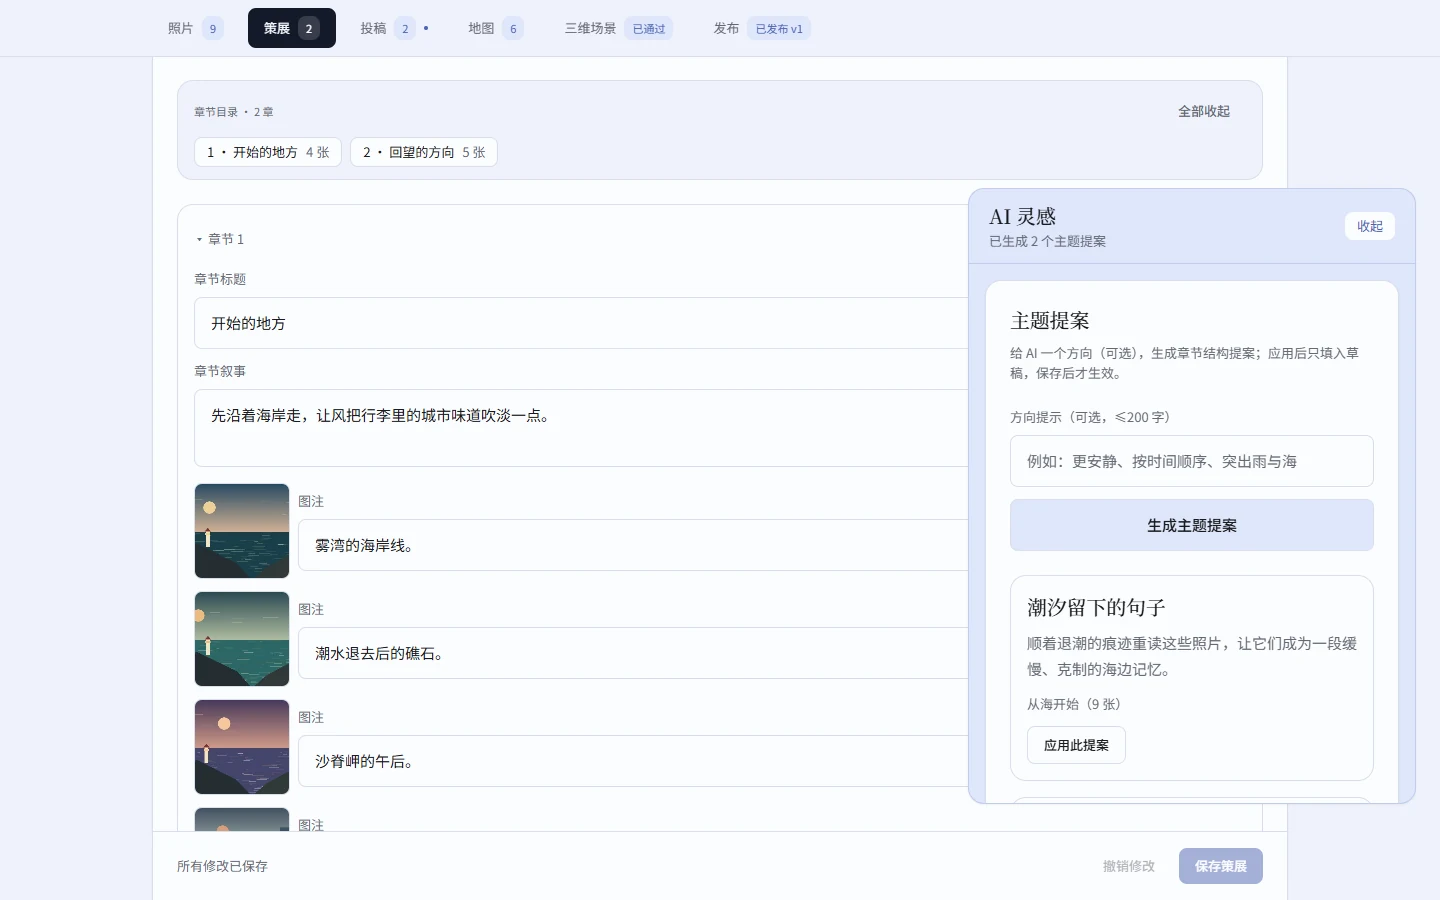 照片 9 策展 2 投稿 2 地图 6 三维场景 已通过 发布 已发布 v1
章节目录 · 2 章
全部收起
1 · 开始的地方 4 张
2 · 回望的方向 5 张
章节 1
章节标题
开始的地方
章节叙事
先沿着海岸走，让风把行李里的城市味道吹淡一点。
图注
雾湾的海岸线。
图注
潮水退去后的礁石。
图注
沙脊岬的午后。
图注
AI 灵感
已生成 2 个主题提案
收起
主题提案
给 AI 一个方向（可选），生成章节结构提案；应用后只填入草
稿，保存后才生效。
方向提示（可选，≤200 字）
例如：更安静、按时间顺序、突出雨与海
生成主题提案
潮汐留下的句子
顺着退潮的痕迹重读这些照片，让它们成为一段缓
慢、克制的海边记忆。
从海开始（9 张）
应用此提案
所有修改已保存
撤销修改
保存策展